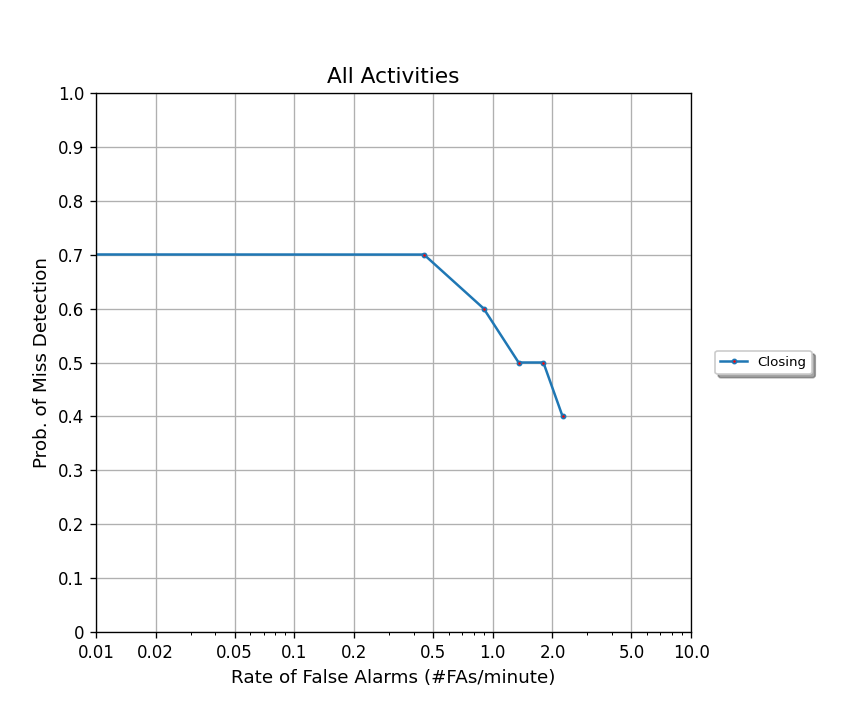 All Activities
1.0
0.9
0.8
0.7
0.6
0.5
0.4
0.3
0.2
0.1
0
Prob. of Miss Detection
0.01 0.02 0.05 0.1 0.2 0.5 1.0 2.0 5.0 10.0
Rate of False Alarms (#FAs/minute)
Closing